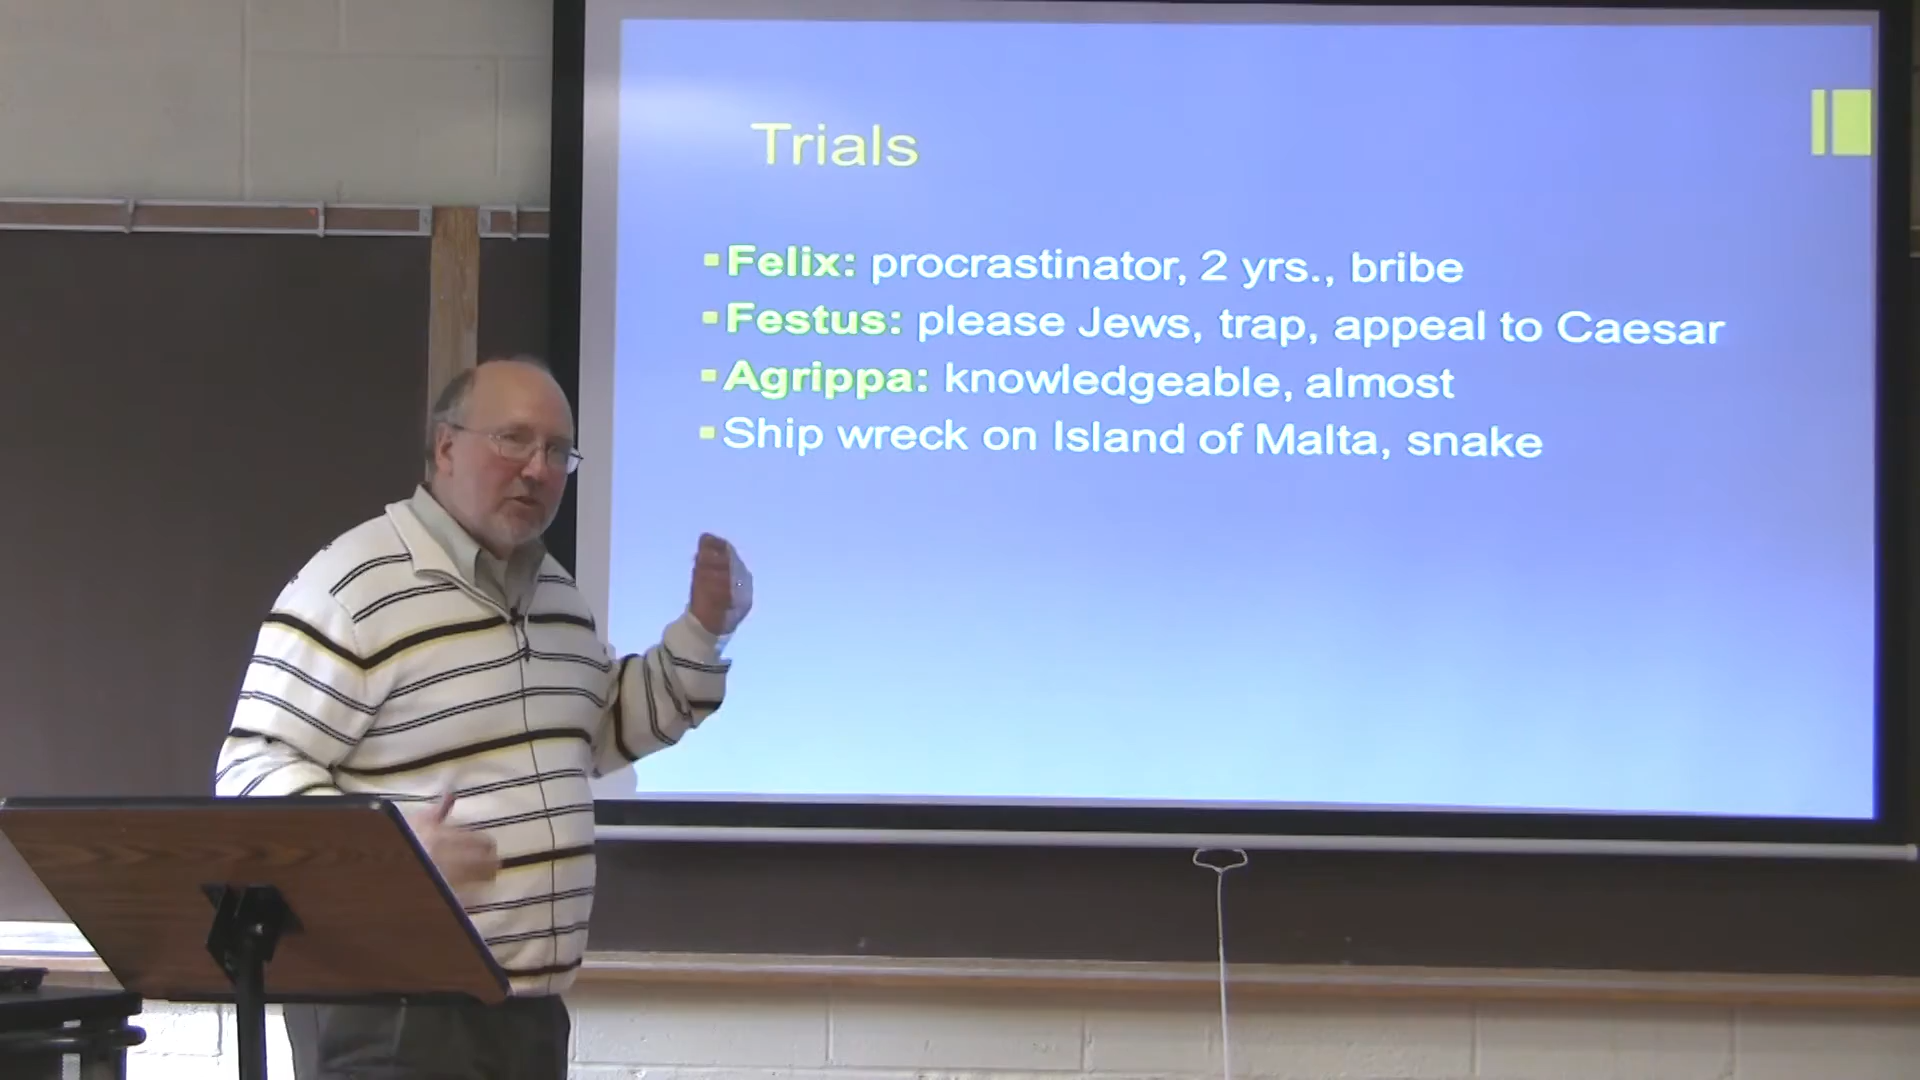 Trials
Felix: procrastinator, 2 yrs., bribe
Festus: please Jews, trap, appeal to Caesar
Agrippa: knowledgeable, almost
Ship wreck on Island of Malta, snake